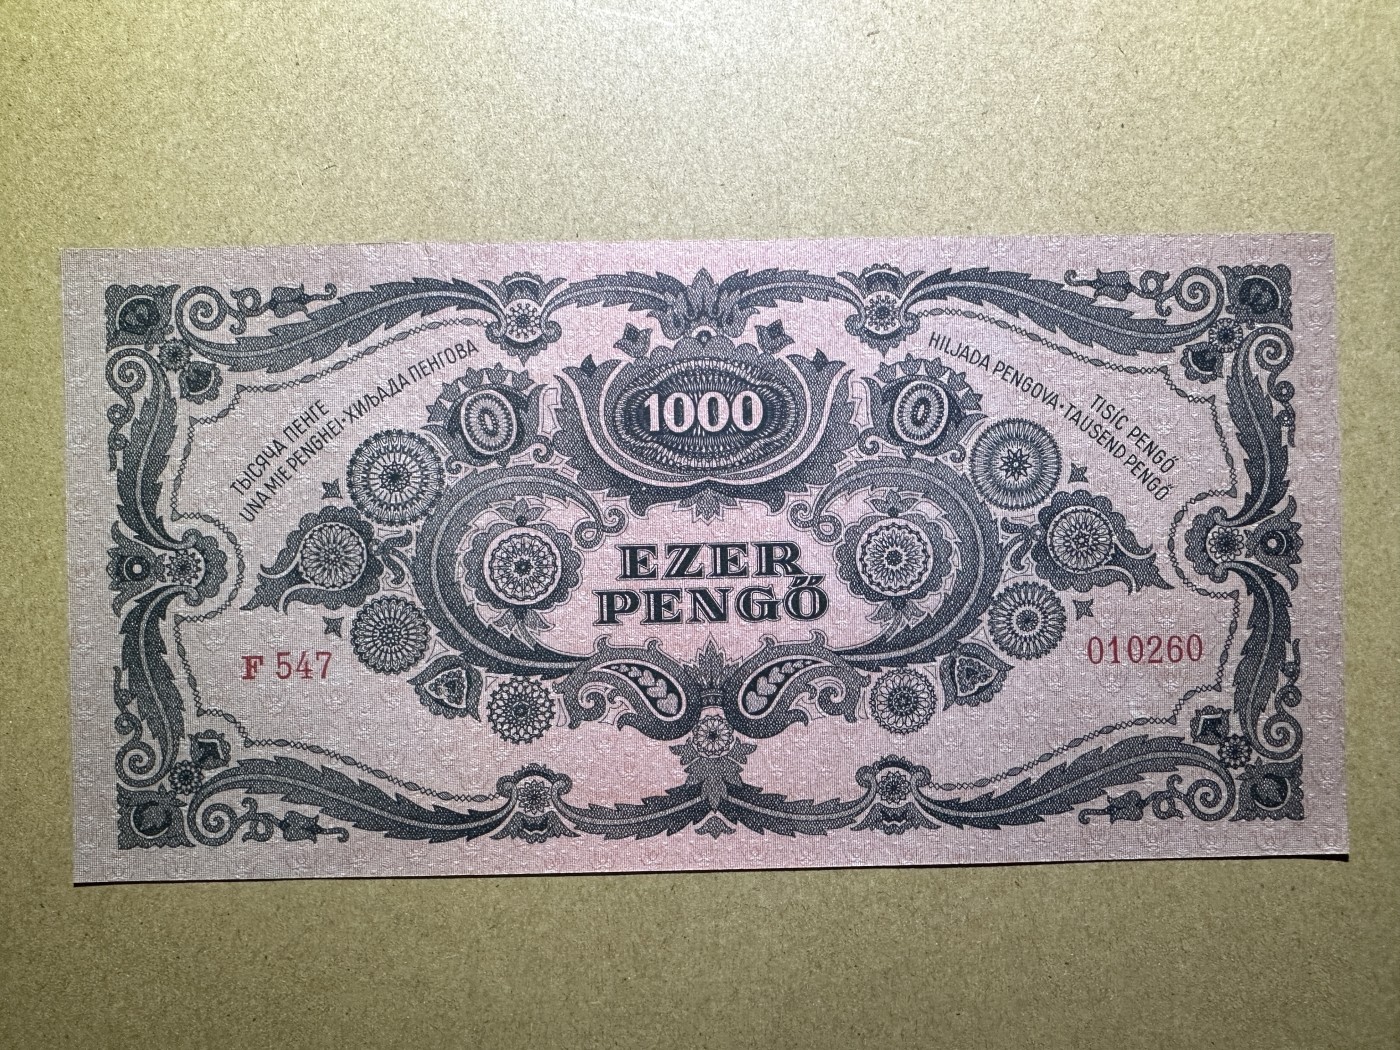 ТЫСЯЧА ПЕНГЕ
UNA MIE PENGHEI·ХИЉАДА ПЕНГОВА
HILJADA PENGOVA·TAUSEND PENGŐ
TISÍC PENGŐ
1000
EZER
PENGŐ
F 547
010260